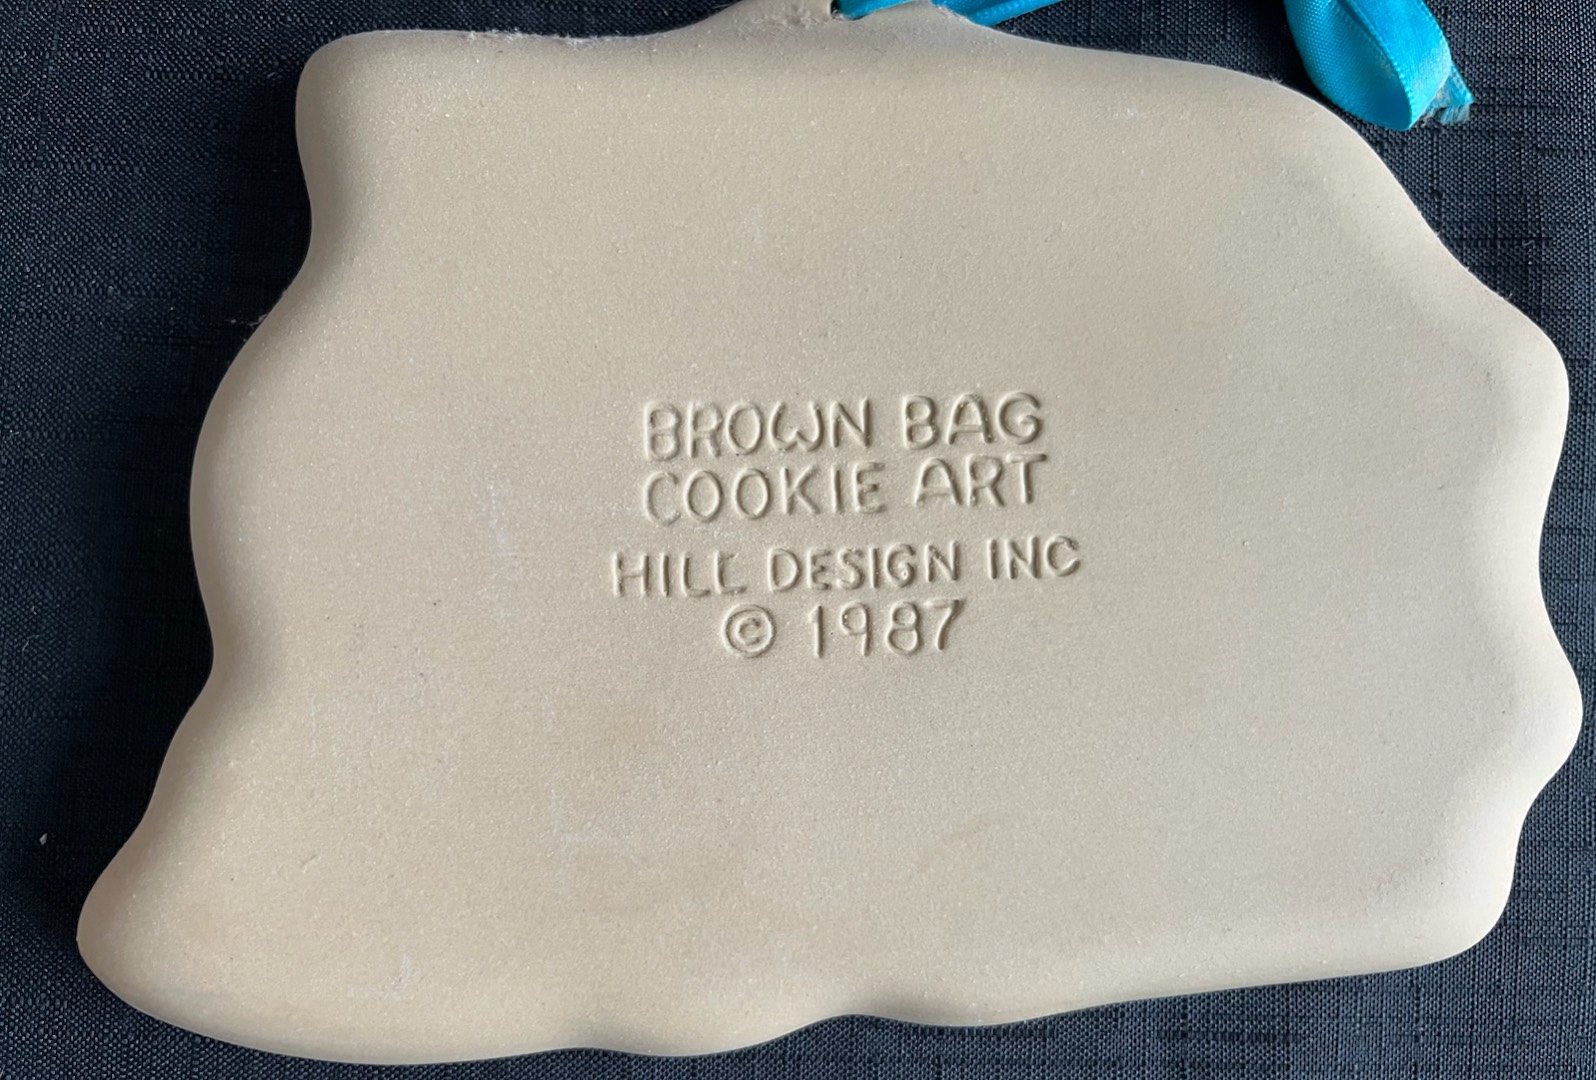 BROWN BAG
COOKIE ART
HILL DESIGN INC
© 1987